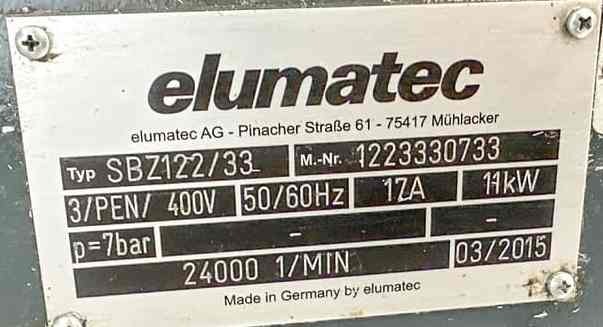 elumatec
elumatec AG - Pinacher Straße 61 - 75417 Mühlacker
Typ SBZ122/33 M.-Nr. 1223330733
3/PEN/ 400V 50/60Hz 17A 11kW
p=7bar - -
24000 1/MIN 03/2015
Made in Germany by elumatec